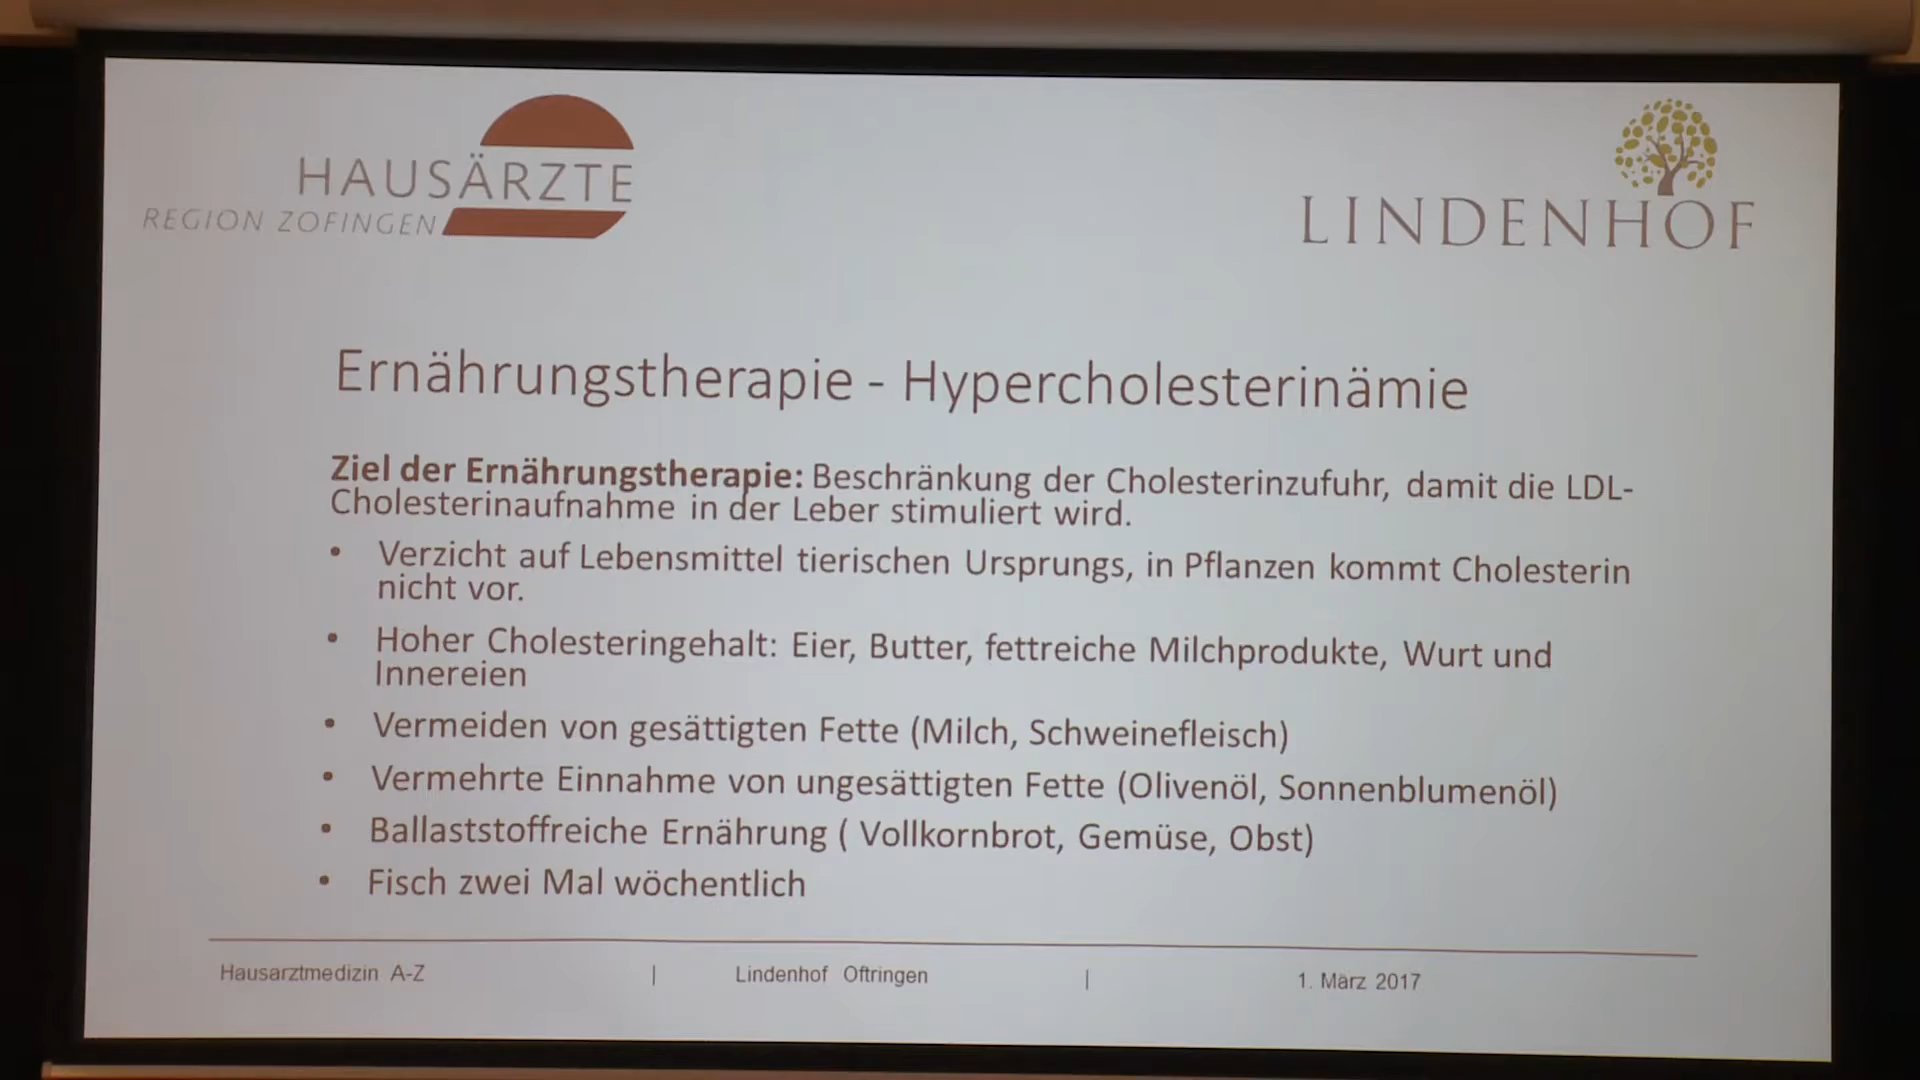 HAUSÄRZTE
REGION ZOFINGEN
LINDENHOF
Ernährungstherapie - Hypercholesterinämie
Ziel der Ernährungstherapie: Beschränkung der Cholesterinzufuhr, damit die LDL-
Cholesterinaufnahme in der Leber stimuliert wird.
• Verzicht auf Lebensmittel tierischen Ursprungs, in Pflanzen kommt Cholesterin
nicht vor.
• Hoher Cholesteringehalt: Eier, Butter, fettreiche Milchprodukte, Wurt und
Innereien
• Vermeiden von gesättigten Fette (Milch, Schweinefleisch)
• Vermehrte Einnahme von ungesättigten Fette (Olivenöl, Sonnenblumenöl)
• Ballaststoffreiche Ernährung ( Vollkornbrot, Gemüse, Obst)
• Fisch zwei Mal wöchentlich
Hausarztmedizin A-Z | Lindenhof Oftringen | 1. März 2017